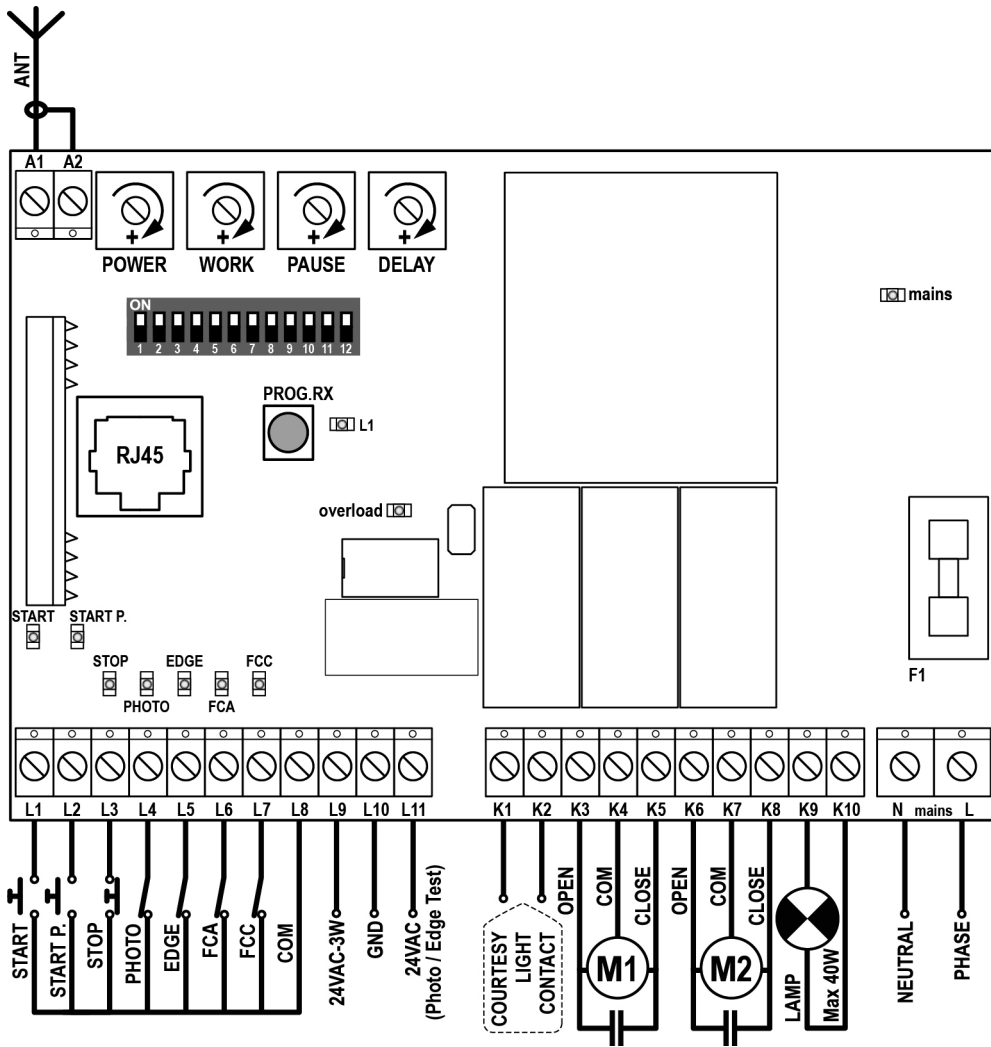 ANT
A1 A2
POWER WORK PAUSE DELAY
ON
1 2 3 4 5 6 7 8 9 10 11 12
mains
PROG.RX
L1
RJ45
overload
START START P.
STOP EDGE FCC
PHOTO FCA
F1
L1 L2 L3 L4 L5 L6 L7 L8 L9 L10 L11
K1 K2 K3 K4 K5 K6 K7 K8 K9 K10
N mains L
START
START P.
STOP
PHOTO
EDGE
FCA
FCC
COM
24VAC-3W
GND
24VAC
(Photo / Edge Test)
COURTESY
LIGHT
CONTACT
OPEN
COM
CLOSE
M1
OPEN
COM
CLOSE
M2
LAMP
Max 40W
NEUTRAL
PHASE
+
+
+
+